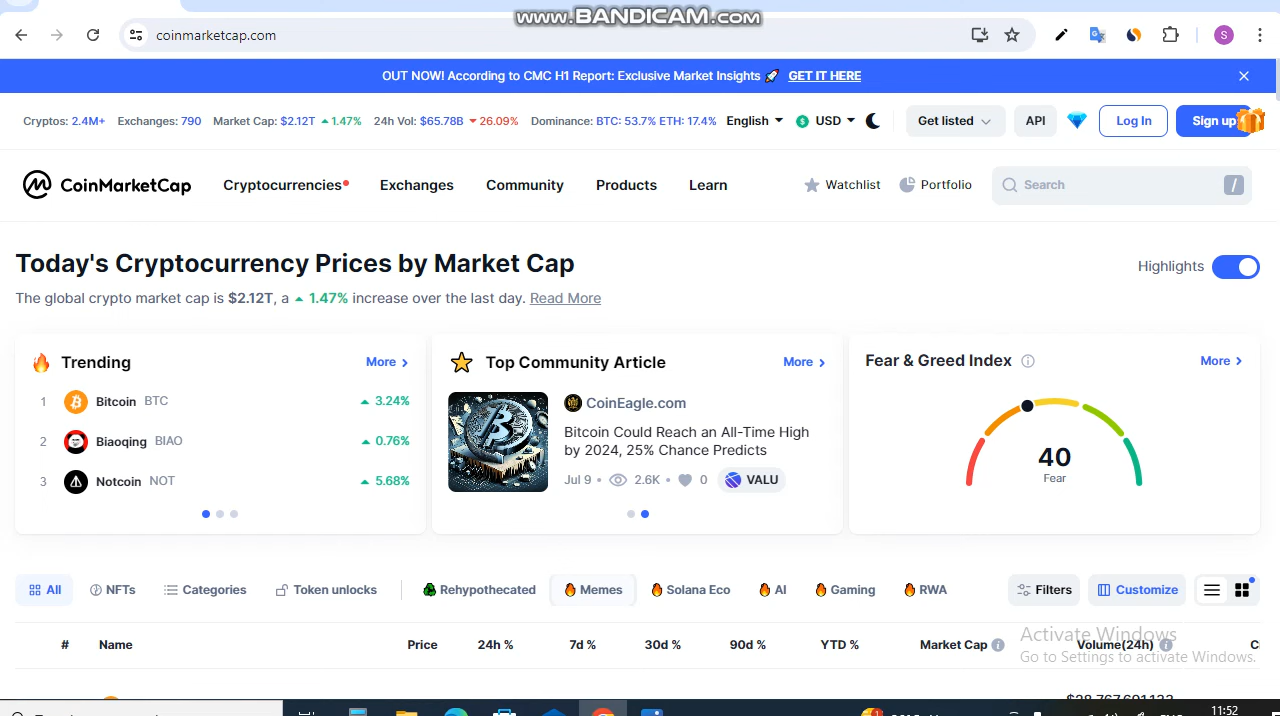 www.BANDICAM.com
coinmarketcap.com
S
OUT NOW! According to CMC H1 Report: Exclusive Market Insights 🚀 GET IT HERE
Cryptos: 2.4M+ Exchanges: 790 Market Cap: $2.12T 1.47% 24h Vol: $65.78B 26.09% Dominance: BTC: 53.7% ETH: 17.4% English USD Get listed API Log In Sign up
CoinMarketCap Cryptocurrencies Exchanges Community Products Learn Watchlist Portfolio Search /
Today's Cryptocurrency Prices by Market Cap
Highlights
The global crypto market cap is $2.12T, a 1.47% increase over the last day. Read More
Trending More
1 Bitcoin BTC 3.24%
2 Biaoqing BIAO 0.76%
3 Notcoin NOT 5.68%
Top Community Article More
CoinEagle.com
Bitcoin Could Reach an All-Time High
by 2024, 25% Chance Predicts
Jul 9 • 2.6K • 0 VALU
Fear & Greed Index More
40
Fear
All NFTs Categories Token unlocks Rehypothecated Memes Solana Eco AI Gaming RWA Filters Customize
# Name Price 24h % 7d % 30d % 90d % YTD % Market Cap Volume(24h)
Activate Windows
Go to Settings to activate Windows.
11:52